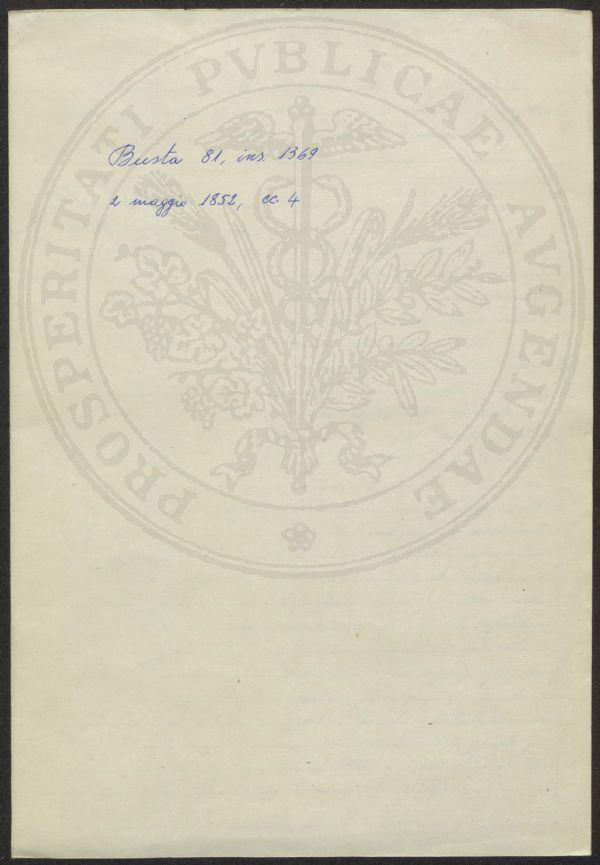 PROSPERITATI PVBLICAE AVGENDAE
Busta 81, ins. 1369
2 maggio 1852, cc. 4